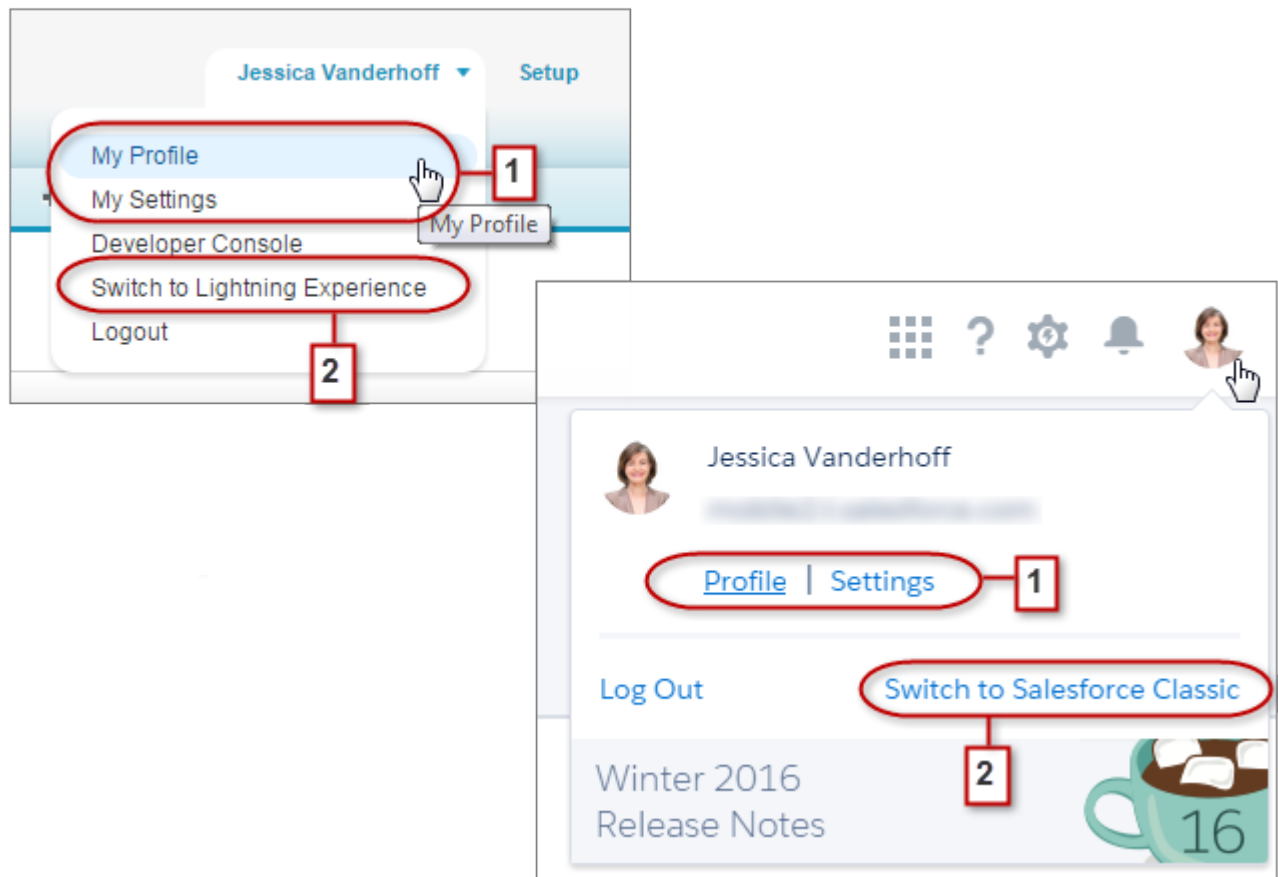 Jessica Vanderhoff Setup
My Profile
1
My Settings
My Profile
Developer Console
Switch to Lightning Experience
Logout
2
?
Jessica Vanderhoff
Profile | Settings
1
Log Out Switch to Salesforce Classic
2
Winter 2016
Release Notes
16